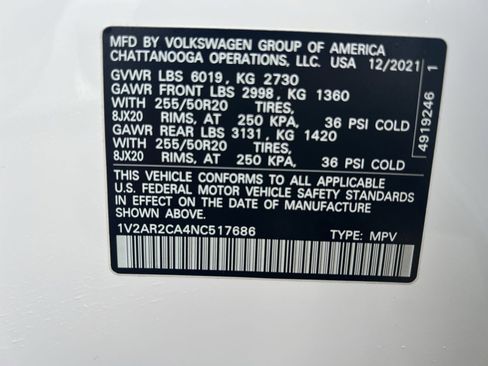 MFD BY VOLKSWAGEN GROUP OF AMERICA
CHATTANOOGA OPERATIONS, LLC. USA 12/2021
GVWR LBS 6019, KG 2730
GAWR FRONT LBS 2998, KG 1360
WITH 255/50R20 TIRES,
8JX20 RIMS, AT 250 KPA, 36 PSI COLD
GAWR REAR LBS 3131, KG 1420
WITH 255/50R20 TIRES,
8JX20 RIMS, AT 250 KPA, 36 PSI COLD
THIS VEHICLE CONFORMS TO ALL APPLICABLE
U.S. FEDERAL MOTOR VEHICLE SAFETY STANDARDS
IN EFFECT ON THE DATE OF MANUFACTURE
SHOWN ABOVE
1V2AR2CA4NC517686 TYPE: MPV
4919246 1